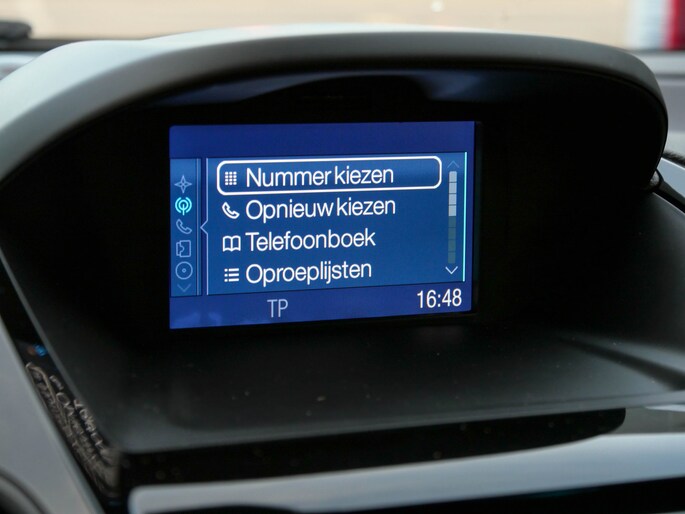 Nummer kiezen
Opnieuw kiezen
Telefoonboek
Oproeplijsten
TP
16:48